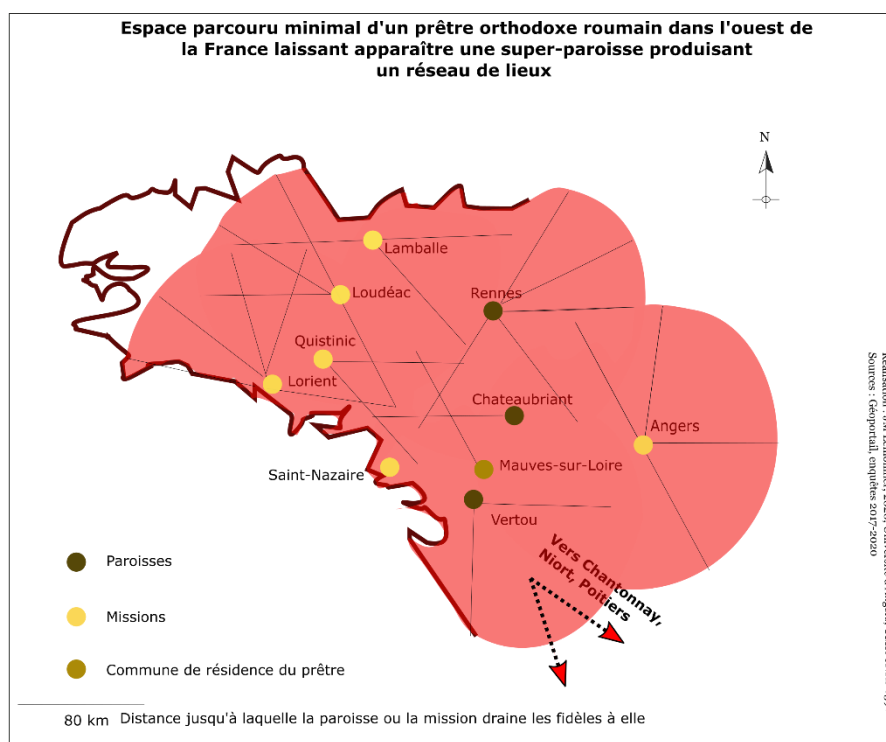 Espace parcouru minimal d'un prêtre orthodoxe roumain dans l'ouest de
la France laissant apparaître une super-paroisse produisant
un réseau de lieux
N
Lamballe
Loudéac
Rennes
Quistinic
Lorient
Chateaubriant
Angers
Saint-Nazaire
Mauves-sur-Loire
Vertou
Vers Chantonnay,
Niort, Poitiers
Paroisses
Missions
Commune de résidence du prêtre
80 km Distance jusqu'à laquelle la paroisse ou la mission draine les fidèles à elle
Sources : Géoportail, enquêtes 2017-2020